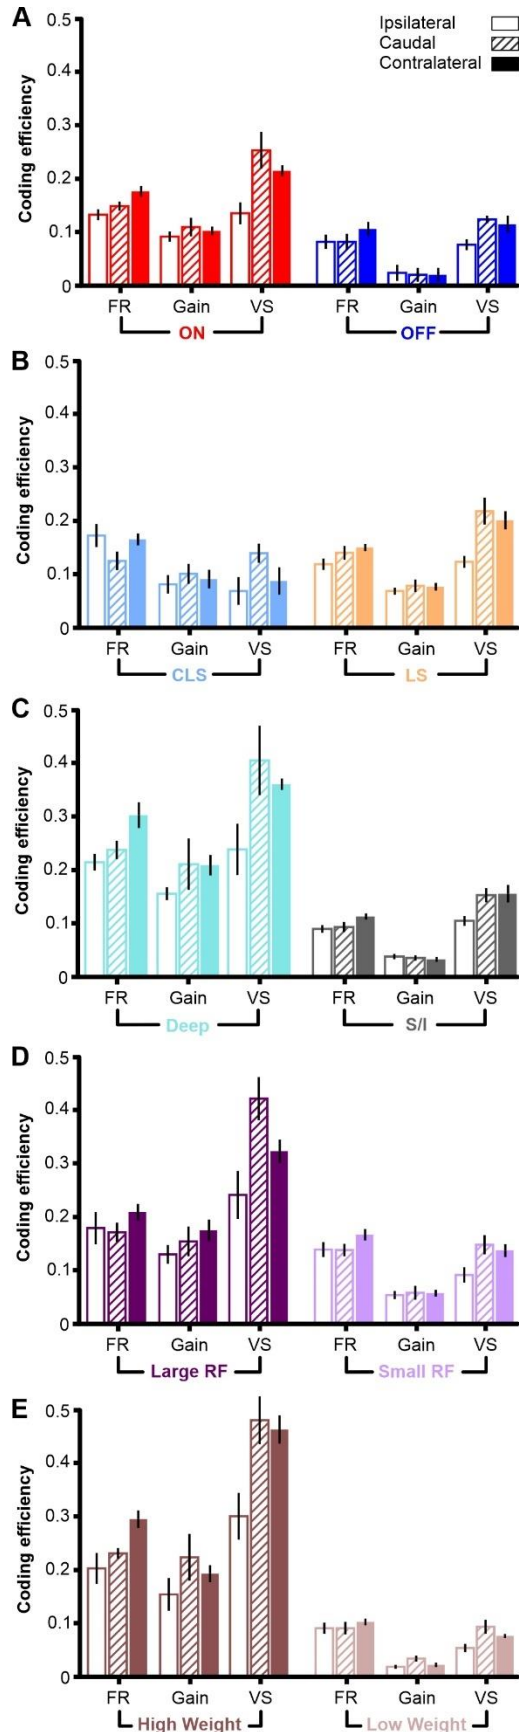 A
Ipsilateral
Caudal
Contralateral
Coding efficiency
0.5
0.4
0.3
0.2
0.1
0
FR Gain VS FR Gain VS
ON OFF
B
Coding efficiency
0.5
0.4
0.3
0.2
0.1
0
FR Gain VS FR Gain VS
CLS LS
C
Coding efficiency
0.5
0.4
0.3
0.2
0.1
0
FR Gain VS FR Gain VS
Deep S/I
D
Coding efficiency
0.5
0.4
0.3
0.2
0.1
0
FR Gain VS FR Gain VS
Large RF Small RF
E
Coding efficiency
0.5
0.4
0.3
0.2
0.1
0
FR Gain VS FR Gain VS
High Weight Low Weight